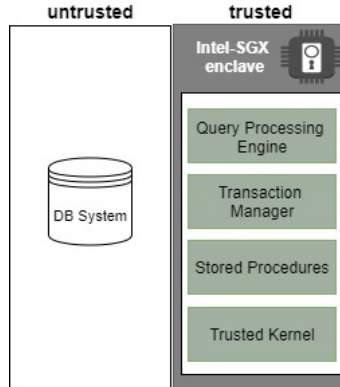 untrusted
trusted
Intel-SGX
enclave
Query Processing
Engine
Transaction
Manager
DB System
Stored Procedures
Trusted Kernel